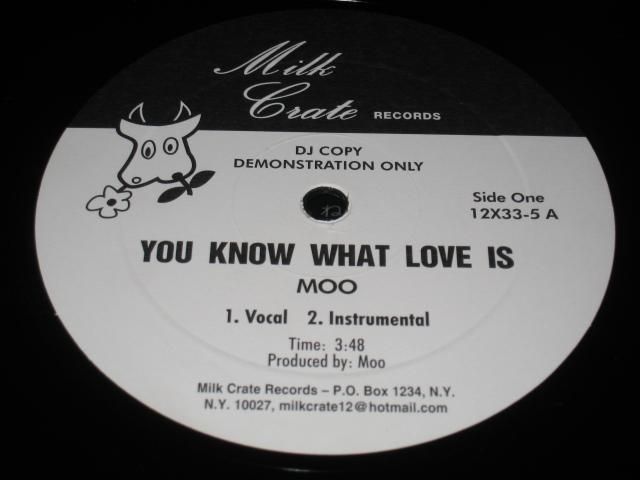 Milk
Crate RECORDS
DJ COPY
DEMONSTRATION ONLY
Side One
12X33-5 A
ね
YOU KNOW WHAT LOVE IS
MOO
1. Vocal 2. Instrumental
Time: 3:48
Produced by: Moo
Milk Crate Records – P.O. Box 1234, N.Y.
N.Y. 10027, milkcrate12@hotmail.com